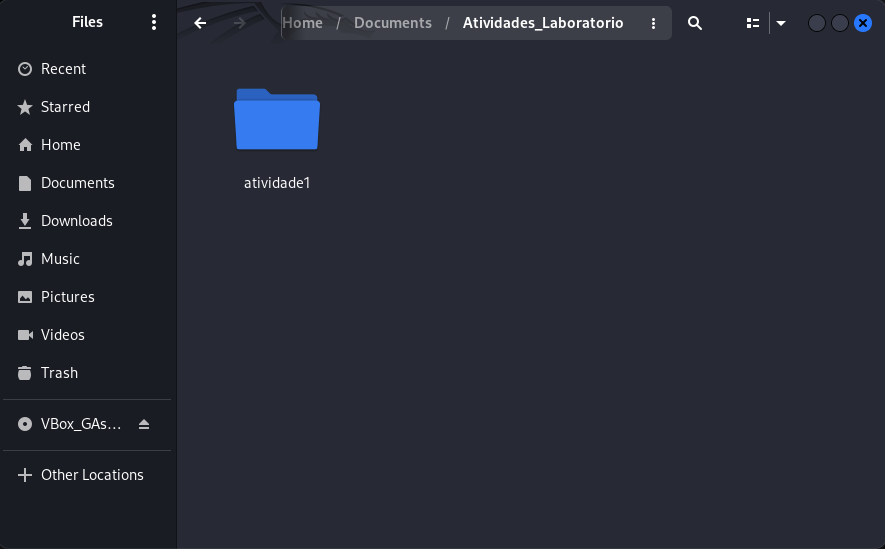 Files
Home / Documents / Atividades_Laboratorio
Recent
Starred
Home
Documents
Downloads
Music
Pictures
Videos
Trash
VBox_GAs...
Other Locations
atividade1